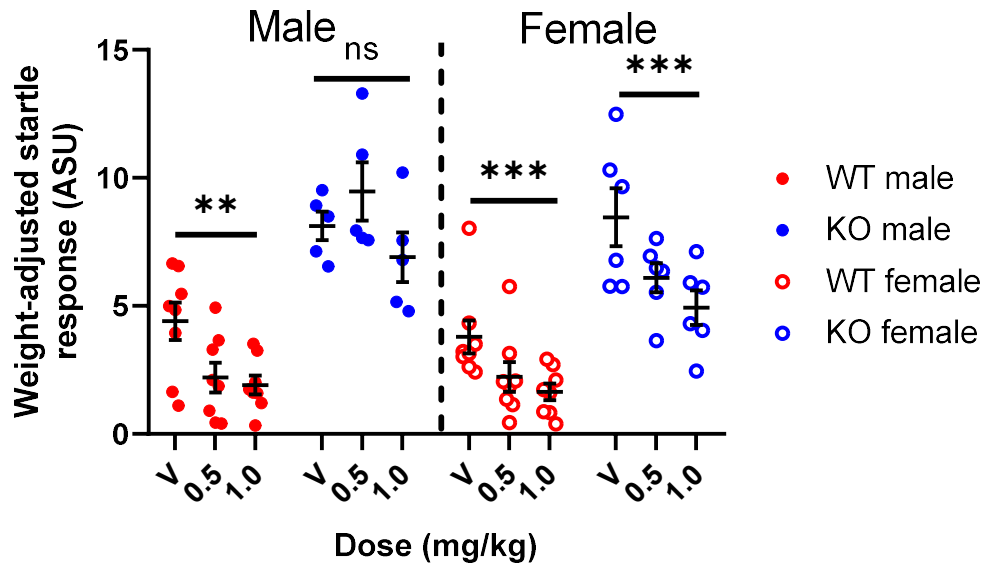 Male
Female
ns
***
**
***
15
10
5
0
Weight-adjusted startle
response (ASU)
V
0.5
1.0
V
0.5
1.0
V
0.5
1.0
V
0.5
1.0
Dose (mg/kg)
WT male
KO male
WT female
KO female